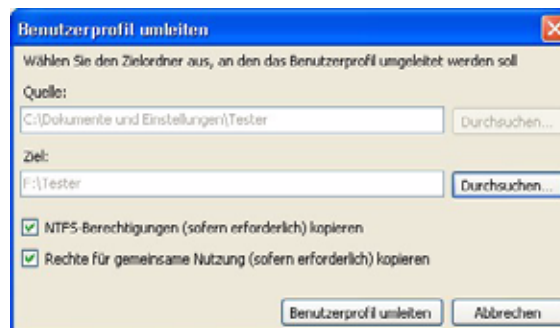 Benutzerprofil umleiten
Wählen Sie den Zielordner aus, an den das Benutzerprofil umgeleitet werden soll
Quelle:
C:\Dokumente und Einstellungen\Tester
Durchsuchen...
Ziel:
F:\Tester
Durchsuchen...
NTFS-Berechtigungen (sofern erforderlich) kopieren
Rechte für gemeinsame Nutzung (sofern erforderlich) kopieren
Benutzerprofil umleiten
Abbrechen